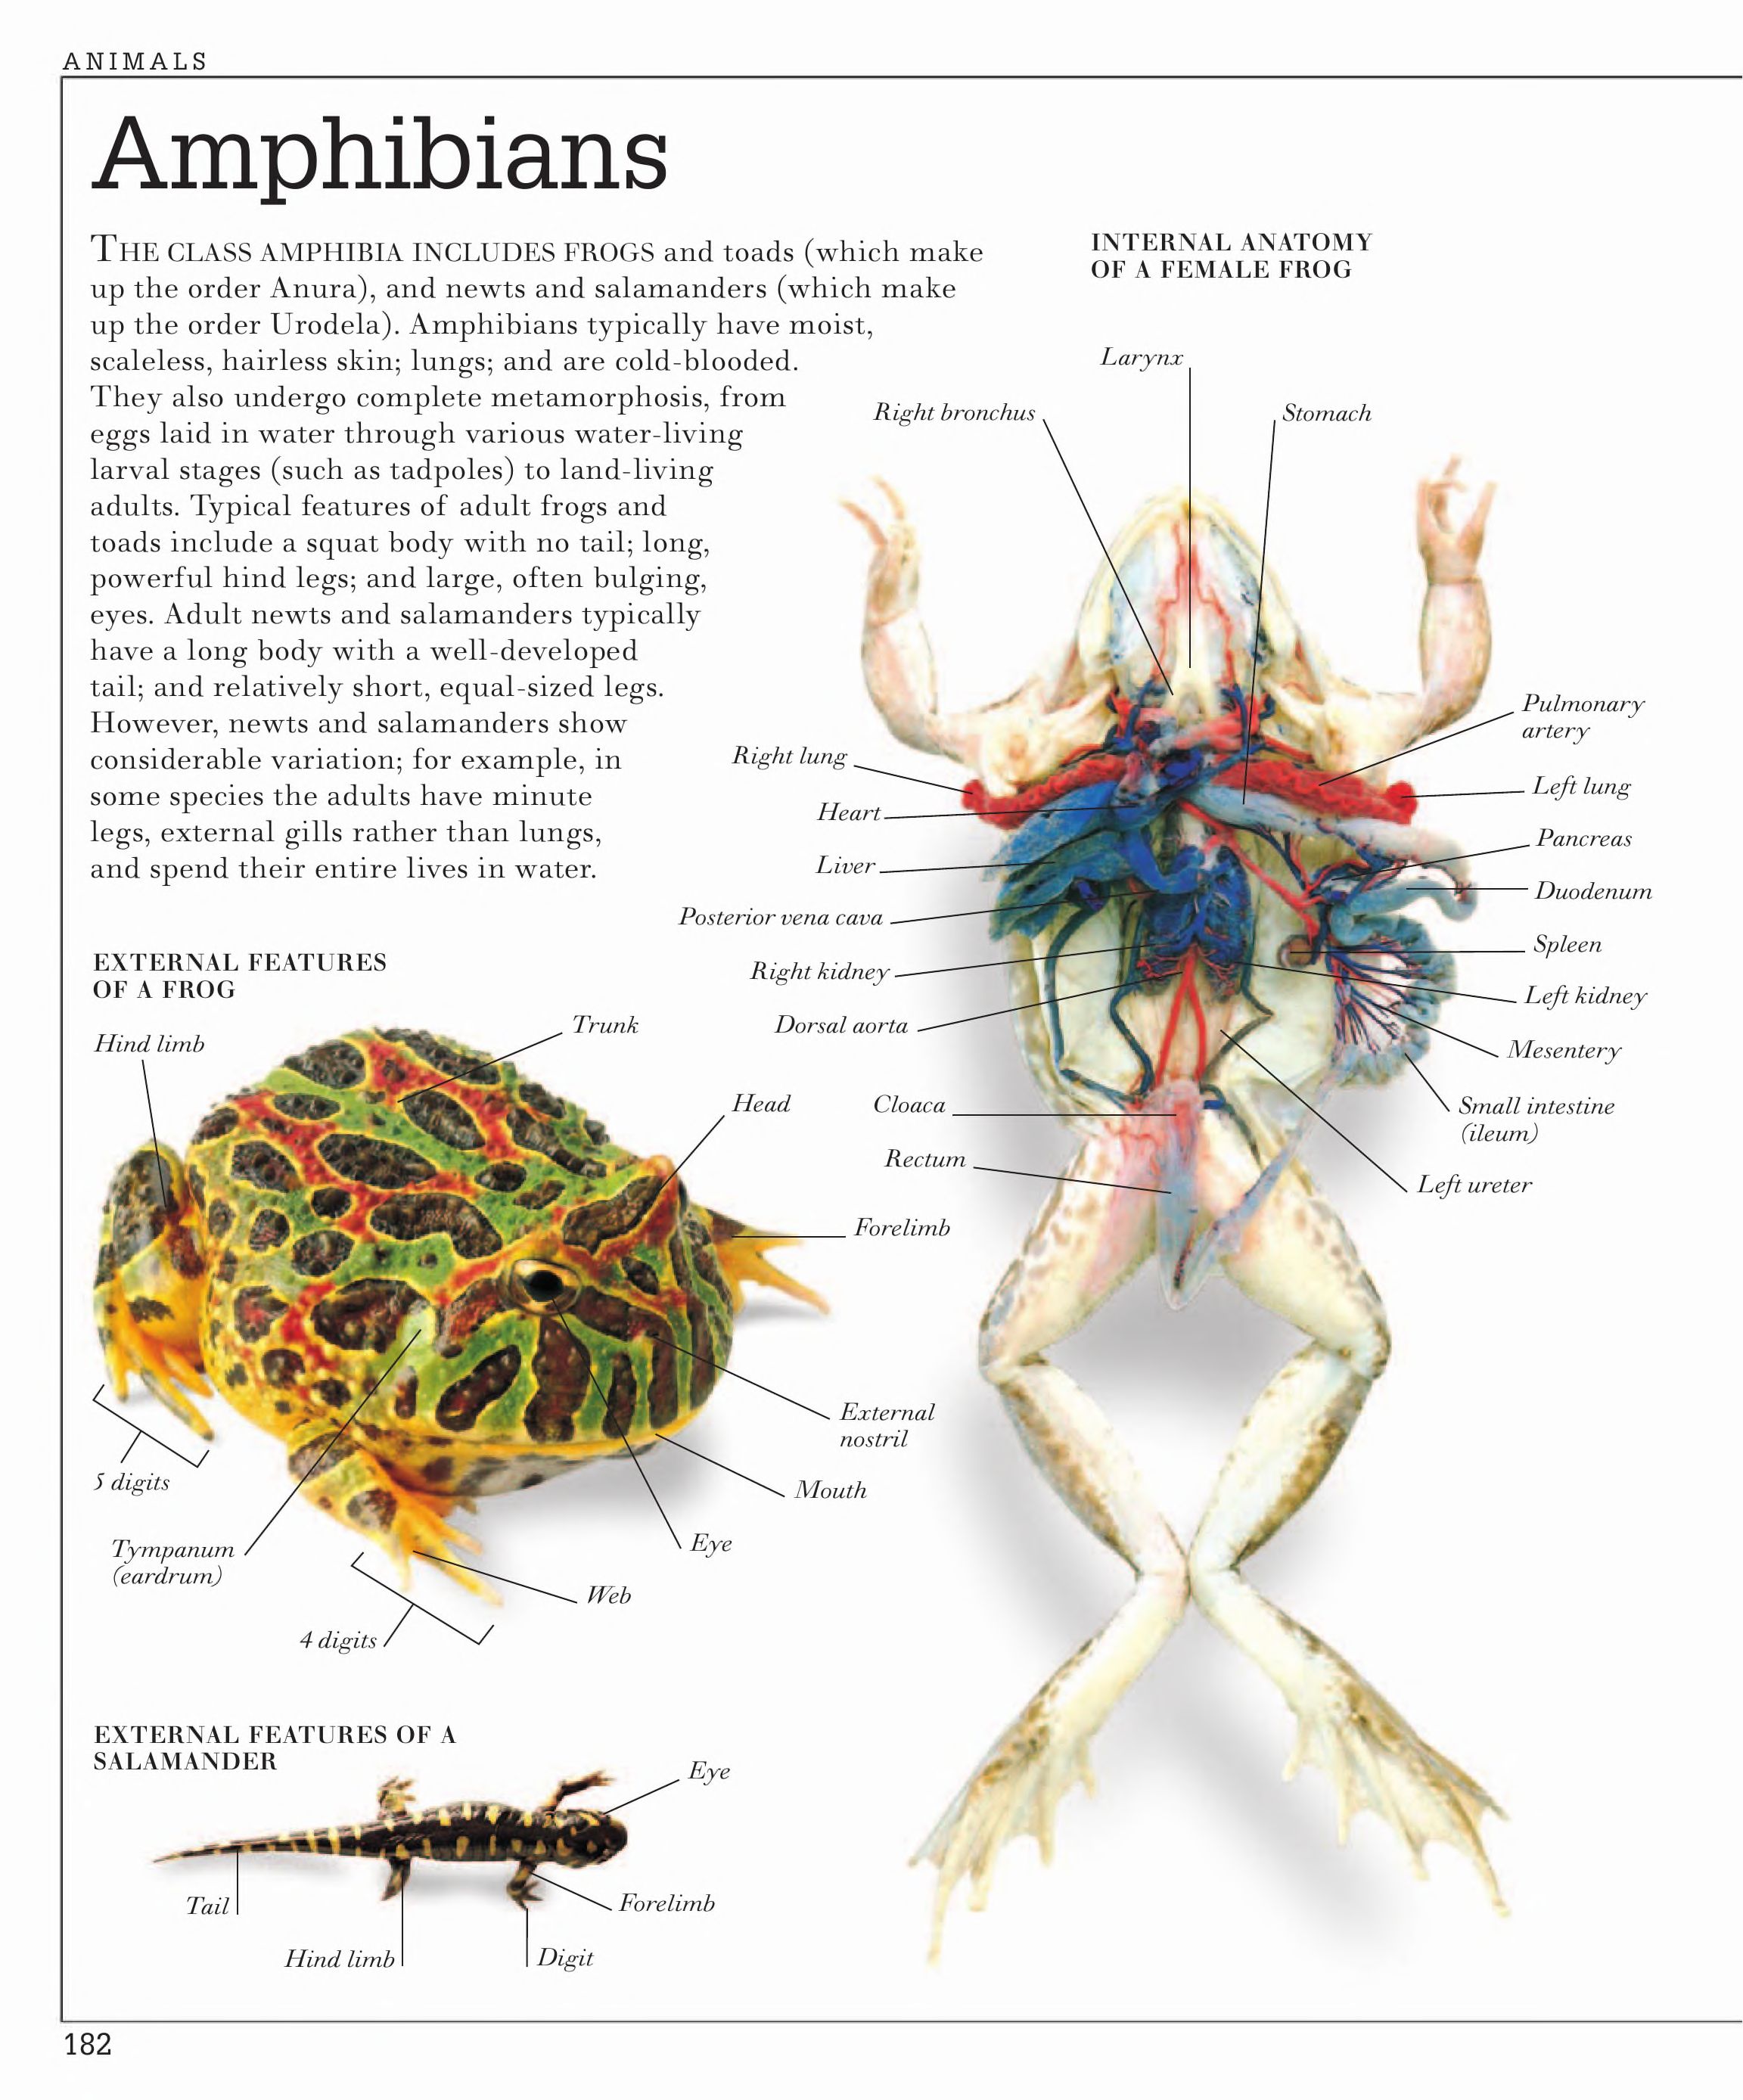 ANIMALS
Amphibians
THE CLASS AMPHIBIA INCLUDES FROGS and toads (which make
up the order Anura), and newts and salamanders (which make
up the order Urodela). Amphibians typically have moist,
scaleless, hairless skin; lungs; and are cold-blooded.
They also undergo complete metamorphosis, from
eggs laid in water through various water-living
larval stages (such as tadpoles) to land-living
adults. Typical features of adult frogs and
toads include a squat body with no tail; long,
powerful hind legs; and large, often bulging,
eyes. Adult newts and salamanders typically
have a long body with a well-developed
tail; and relatively short, equal-sized legs.
However, newts and salamanders show
considerable variation; for example, in
some species the adults have minute
legs, external gills rather than lungs,
and spend their entire lives in water.
EXTERNAL FEATURES
OF A FROG
Hind limb
Trunk
Head
Forelimb
External
nostril
Mouth
Eye
Web
4 digits
Tympanum
(eardrum)
5 digits
EXTERNAL FEATURES OF A
SALAMANDER
Eye
Forelimb
Digit
Hind limb
Tail
INTERNAL ANATOMY
OF A FEMALE FROG
Larynx
Right bronchus
Stomach
Right lung
Heart
Liver
Posterior vena cava
Right kidney
Dorsal aorta
Cloaca
Rectum
Pulmonary
artery
Left lung
Pancreas
Duodenum
Spleen
Left kidney
Mesentery
Small intestine
(ileum)
Left ureter
182